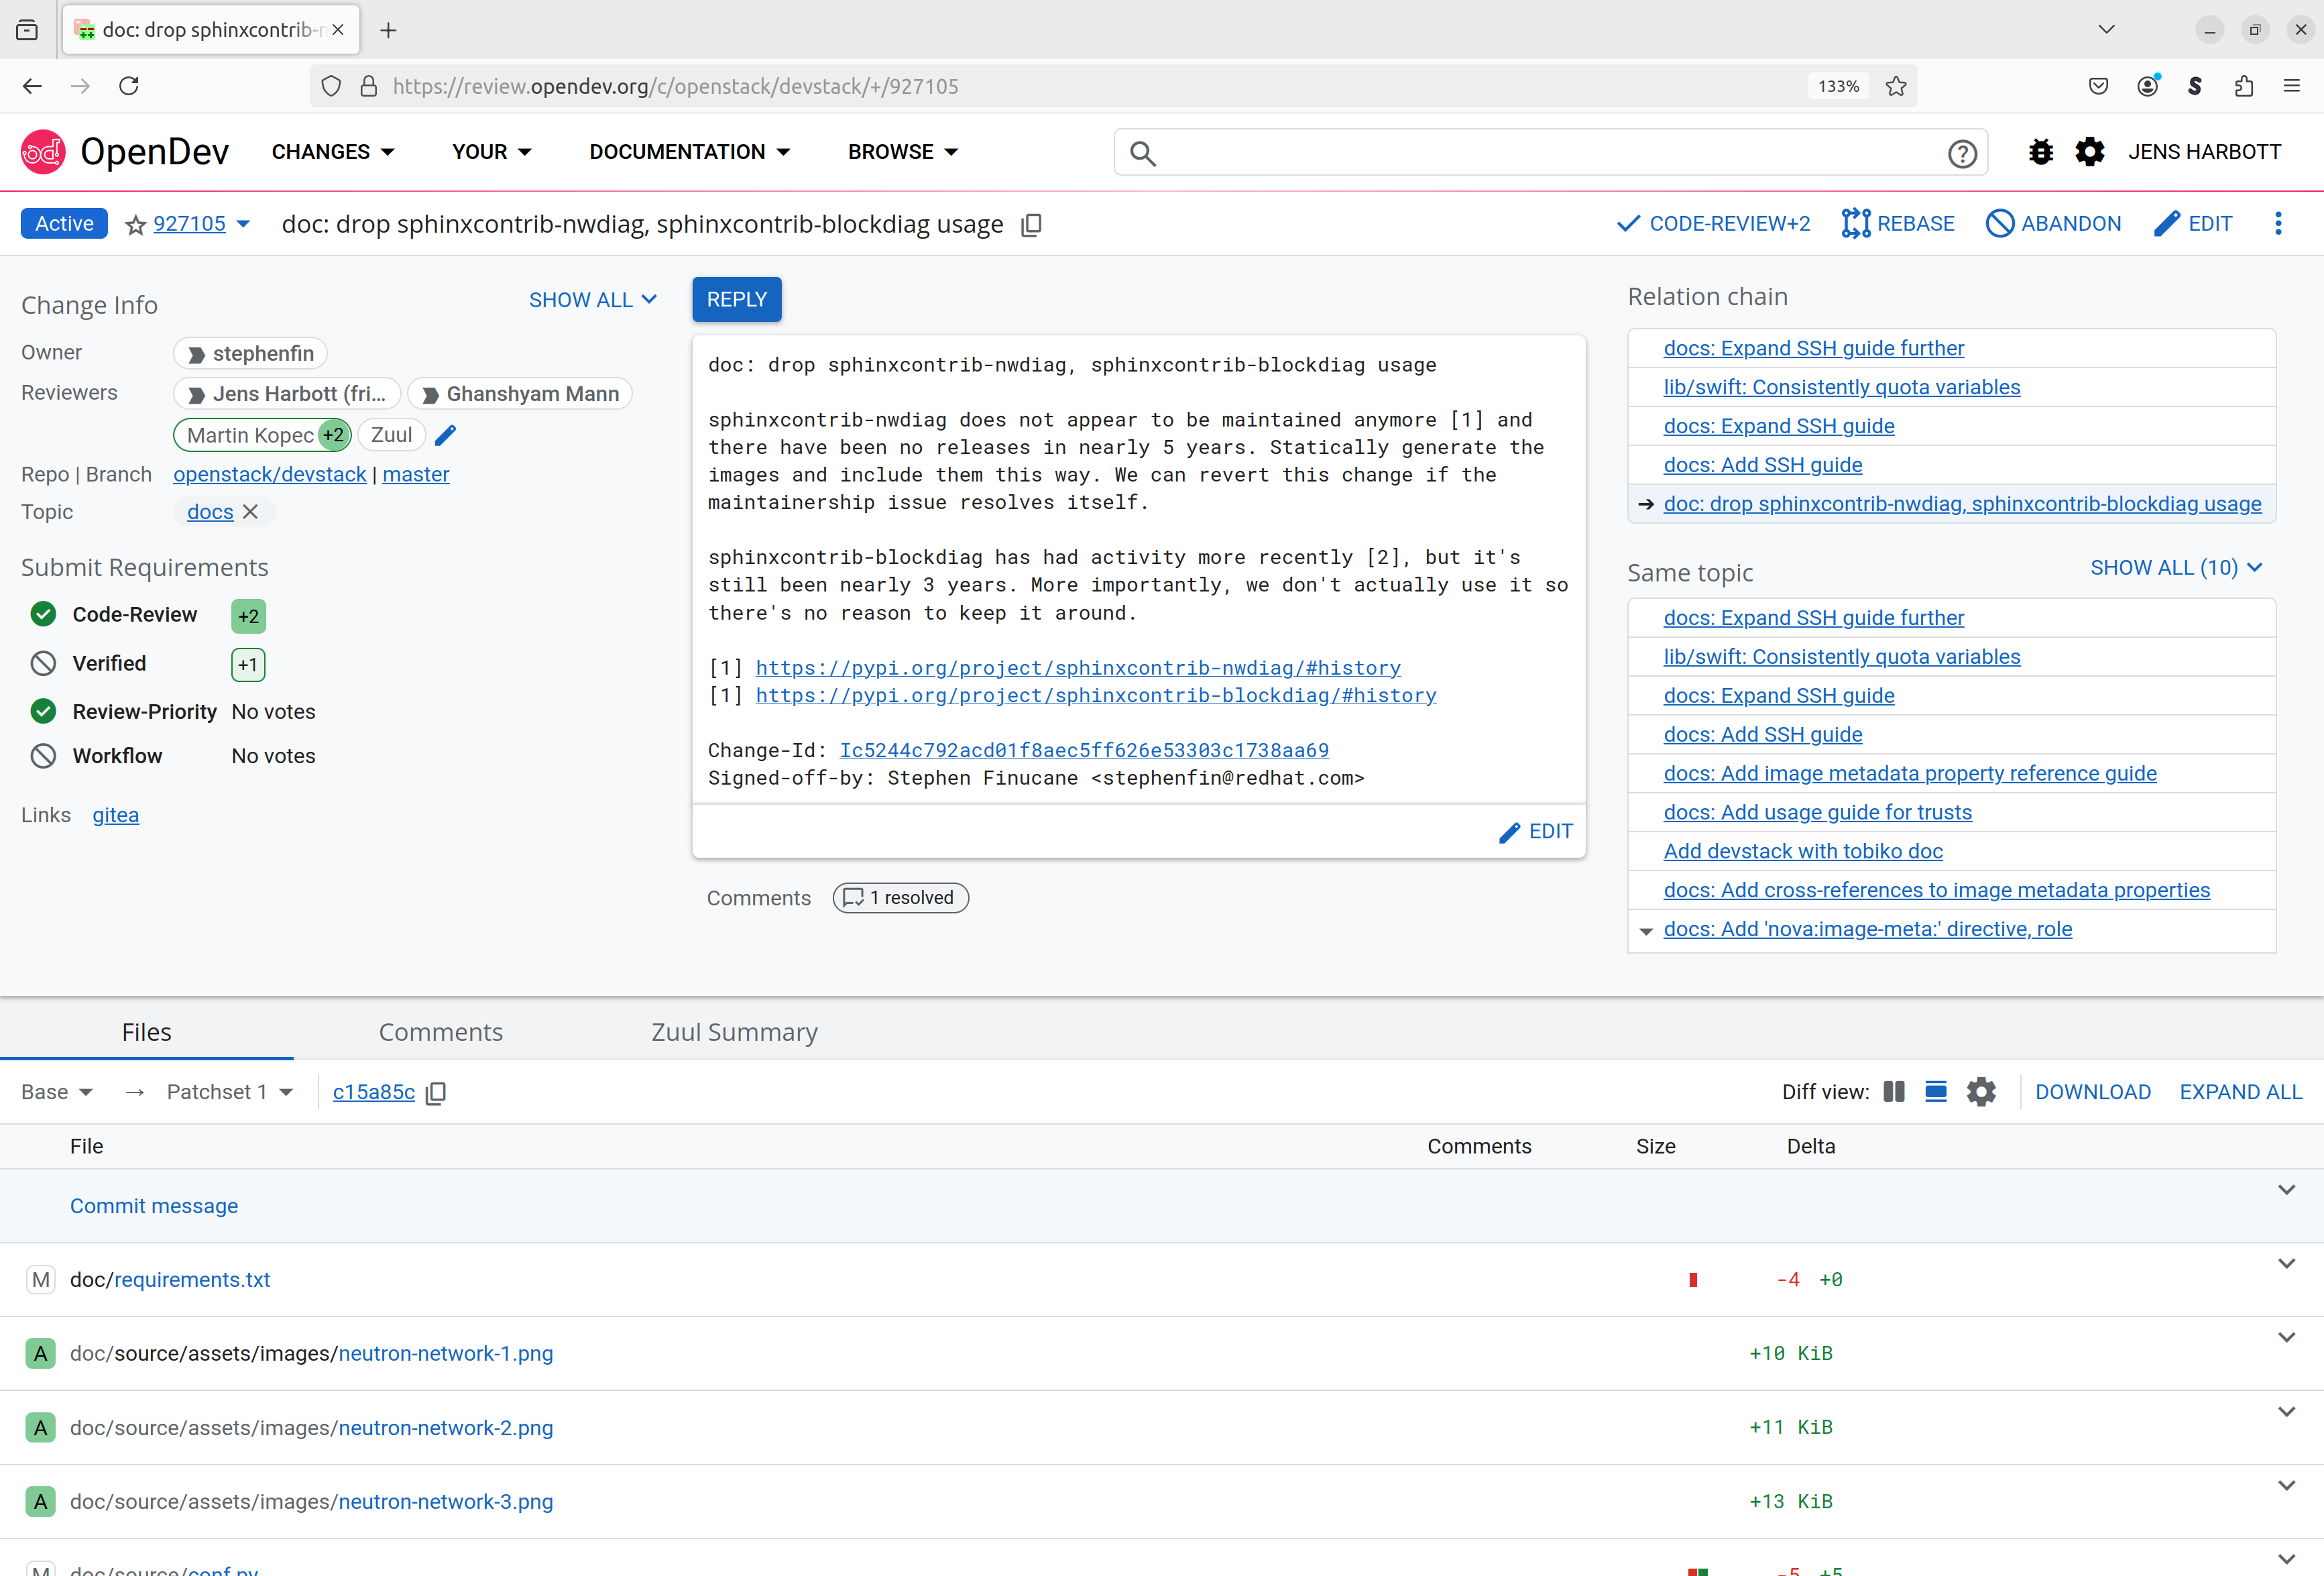 doc: drop sphinxcontrib-n
https://review.opendev.org/c/openstack/devstack/+/927105
133%
OpenDev
CHANGES
YOUR
DOCUMENTATION
BROWSE
JENS HARBOTT
Active
927105
doc: drop sphinxcontrib-nwdiag, sphinxcontrib-blockdiag usage
CODE-REVIEW+2
REBASE
ABANDON
EDIT
Change Info
SHOW ALL
Owner
stephenfin
Reviewers
Jens Harbott (fri...
Ghanshyam Mann
Martin Kopec +2
Zuul
Repo | Branch
openstack/devstack | master
Topic
docs
Submit Requirements
Code-Review +2
Verified +1
Review-Priority No votes
Workflow No votes
Links gitea
REPLY
doc: drop sphinxcontrib-nwdiag, sphinxcontrib-blockdiag usage
sphinxcontrib-nwdiag does not appear to be maintained anymore [1] and
there have been no releases in nearly 5 years. Statically generate the
images and include them this way. We can revert this change if the
maintainership issue resolves itself.
sphinxcontrib-blockdiag has had activity more recently [2], but it's
still been nearly 3 years. More importantly, we don't actually use it so
there's no reason to keep it around.
[1] https://pypi.org/project/sphinxcontrib-nwdiag/#history
[1] https://pypi.org/project/sphinxcontrib-blockdiag/#history
Change-Id: Ic5244c792acd01f8aec5ff626e53303c1738aa69
Signed-off-by: Stephen Finucane <stephenfin@redhat.com>
EDIT
Comments
1 resolved
Relation chain
docs: Expand SSH guide further
lib/swift: Consistently quota variables
docs: Expand SSH guide
docs: Add SSH guide
→ doc: drop sphinxcontrib-nwdiag, sphinxcontrib-blockdiag usage
Same topic
SHOW ALL (10)
docs: Expand SSH guide further
lib/swift: Consistently quota variables
docs: Expand SSH guide
docs: Add SSH guide
docs: Add image metadata property reference guide
docs: Add usage guide for trusts
Add devstack with tobiko doc
docs: Add cross-references to image metadata properties
docs: Add 'nova:image-meta:' directive, role
Files
Comments
Zuul Summary
Base → Patchset 1
c15a85c
Diff view:
DOWNLOAD
EXPAND ALL
File
Comments
Size
Delta
Commit message
M doc/requirements.txt -4 +0
A doc/source/assets/images/neutron-network-1.png +10 KiB
A doc/source/assets/images/neutron-network-2.png +11 KiB
A doc/source/assets/images/neutron-network-3.png +13 KiB
M doc/source/conf.py -5 +5